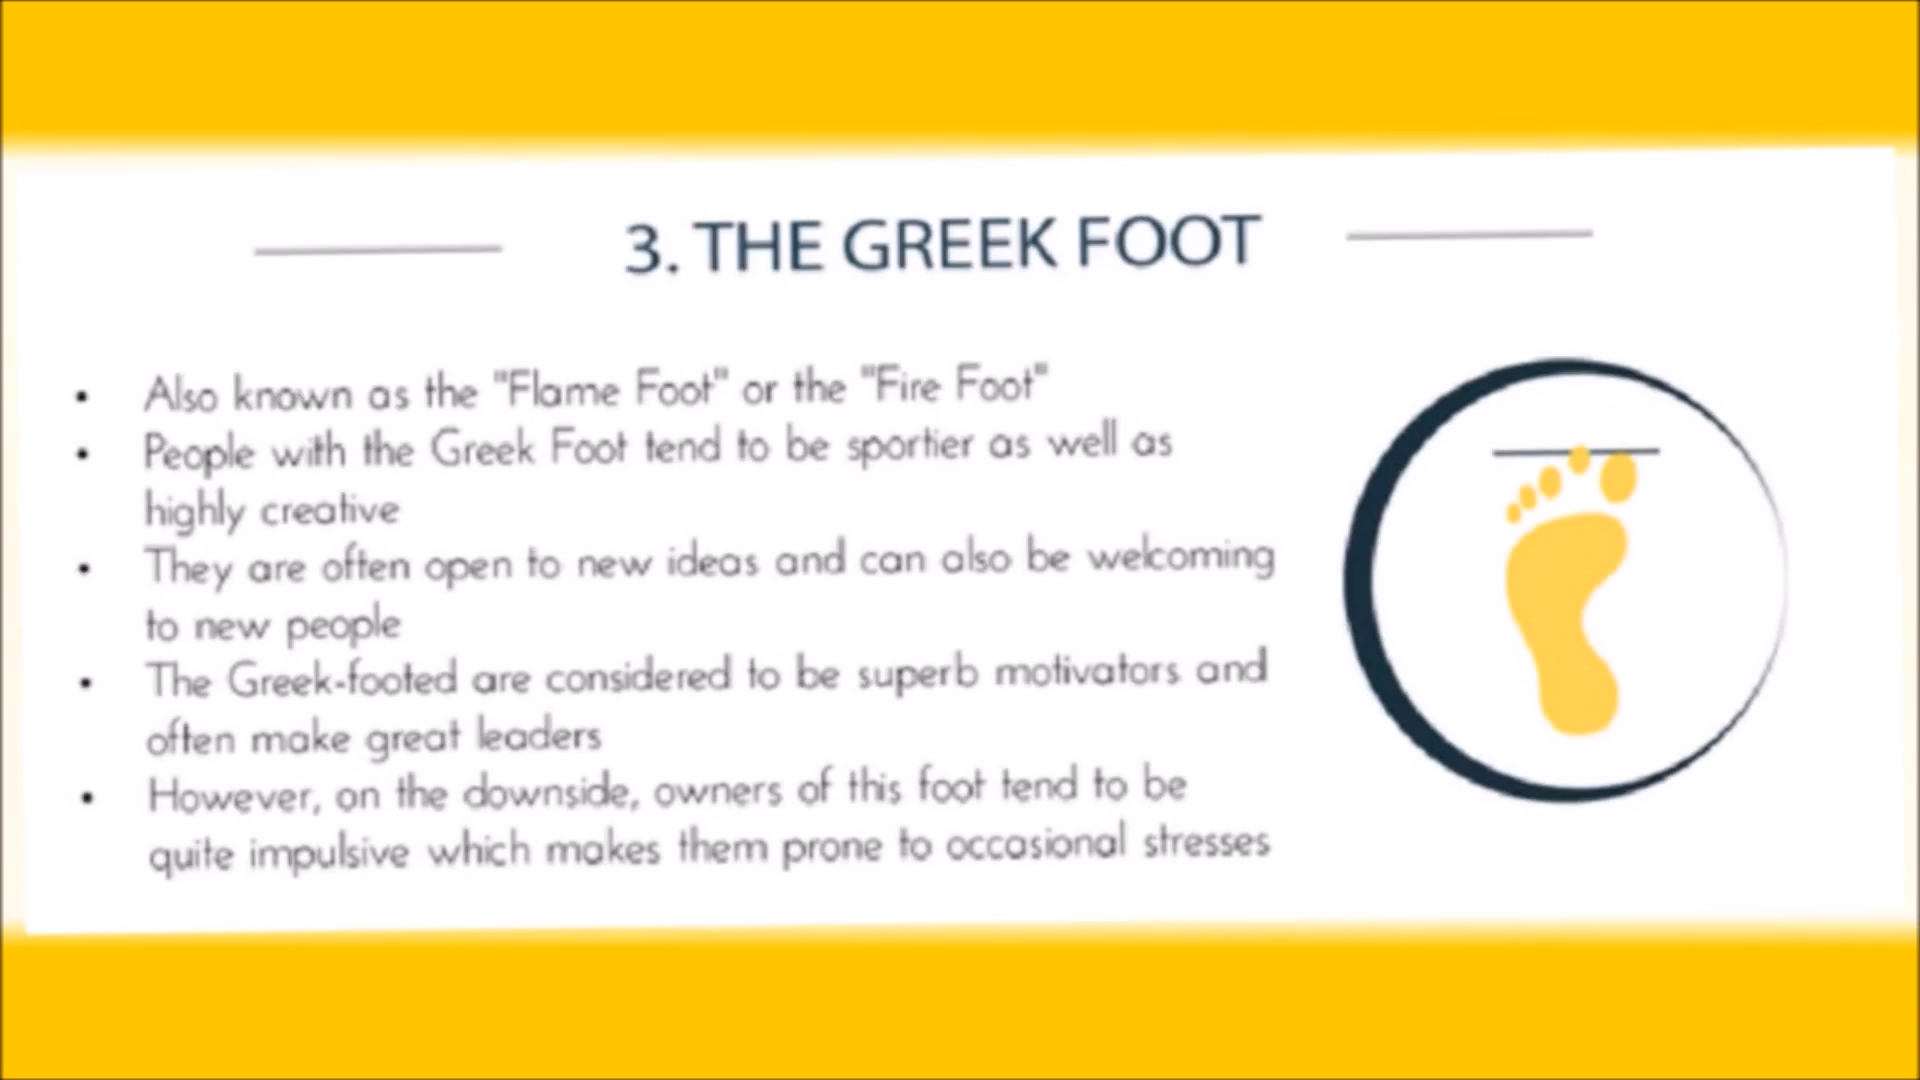 3. THE GREEK FOOT
• Also known as the "Flame Foot" or the "Fire Foot"
• People with the Greek Foot tend to be sportier as well as
highly creative
• They are often open to new ideas and can also be welcoming
to new people
• The Greek-footed are considered to be superb motivators and
often make great leaders
• However, on the downside, owners of this foot tend to be
quite impulsive which makes them prone to occasional stresses